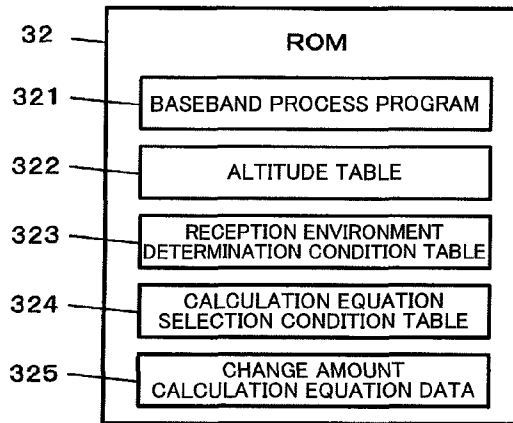 32
ROM
321
BASEBAND PROCESS PROGRAM
322
ALTITUDE TABLE
323
RECEPTION ENVIRONMENT
DETERMINATION CONDITION TABLE
324
CALCULATION EQUATION
SELECTION CONDITION TABLE
325
CHANGE AMOUNT
CALCULATION EQUATION DATA